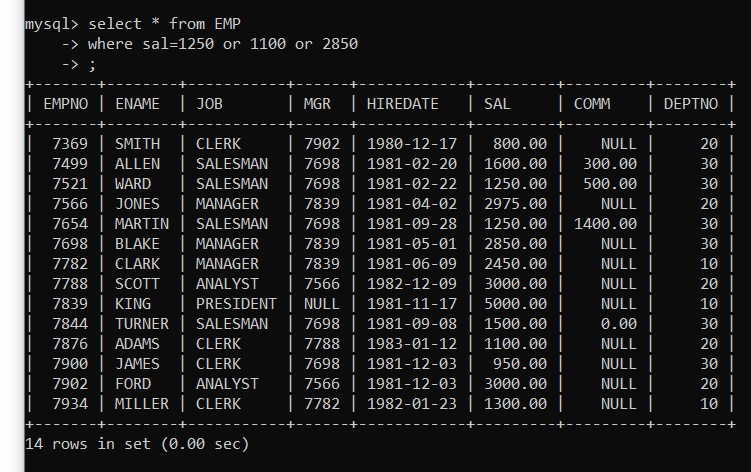 mysql> select * from EMP
    -> where sal=1250 or 1100 or 2850
    -> ;
+-------+--------+-----------+------+------------+---------+---------+--------+
| EMPNO | ENAME  | JOB       | MGR  | HIREDATE   | SAL     | COMM    | DEPTNO |
+-------+--------+-----------+------+------------+---------+---------+--------+
|  7369 | SMITH  | CLERK     | 7902 | 1980-12-17 |  800.00 |    NULL |     20 |
|  7499 | ALLEN  | SALESMAN  | 7698 | 1981-02-20 | 1600.00 |  300.00 |     30 |
|  7521 | WARD   | SALESMAN  | 7698 | 1981-02-22 | 1250.00 |  500.00 |     30 |
|  7566 | JONES  | MANAGER   | 7839 | 1981-04-02 | 2975.00 |    NULL |     20 |
|  7654 | MARTIN | SALESMAN  | 7698 | 1981-09-28 | 1250.00 | 1400.00 |     30 |
|  7698 | BLAKE  | MANAGER   | 7839 | 1981-05-01 | 2850.00 |    NULL |     30 |
|  7782 | CLARK  | MANAGER   | 7839 | 1981-06-09 | 2450.00 |    NULL |     10 |
|  7788 | SCOTT  | ANALYST   | 7566 | 1982-12-09 | 3000.00 |    NULL |     20 |
|  7839 | KING   | PRESIDENT | NULL | 1981-11-17 | 5000.00 |    NULL |     10 |
|  7844 | TURNER | SALESMAN  | 7698 | 1981-09-08 | 1500.00 |    0.00 |     30 |
|  7876 | ADAMS  | CLERK     | 7788 | 1983-01-12 | 1100.00 |    NULL |     20 |
|  7900 | JAMES  | CLERK     | 7698 | 1981-12-03 |  950.00 |    NULL |     30 |
|  7902 | FORD   | ANALYST   | 7566 | 1981-12-03 | 3000.00 |    NULL |     20 |
|  7934 | MILLER | CLERK     | 7782 | 1982-01-23 | 1300.00 |    NULL |     10 |
+-------+--------+-----------+------+------------+---------+---------+--------+
14 rows in set (0.00 sec)